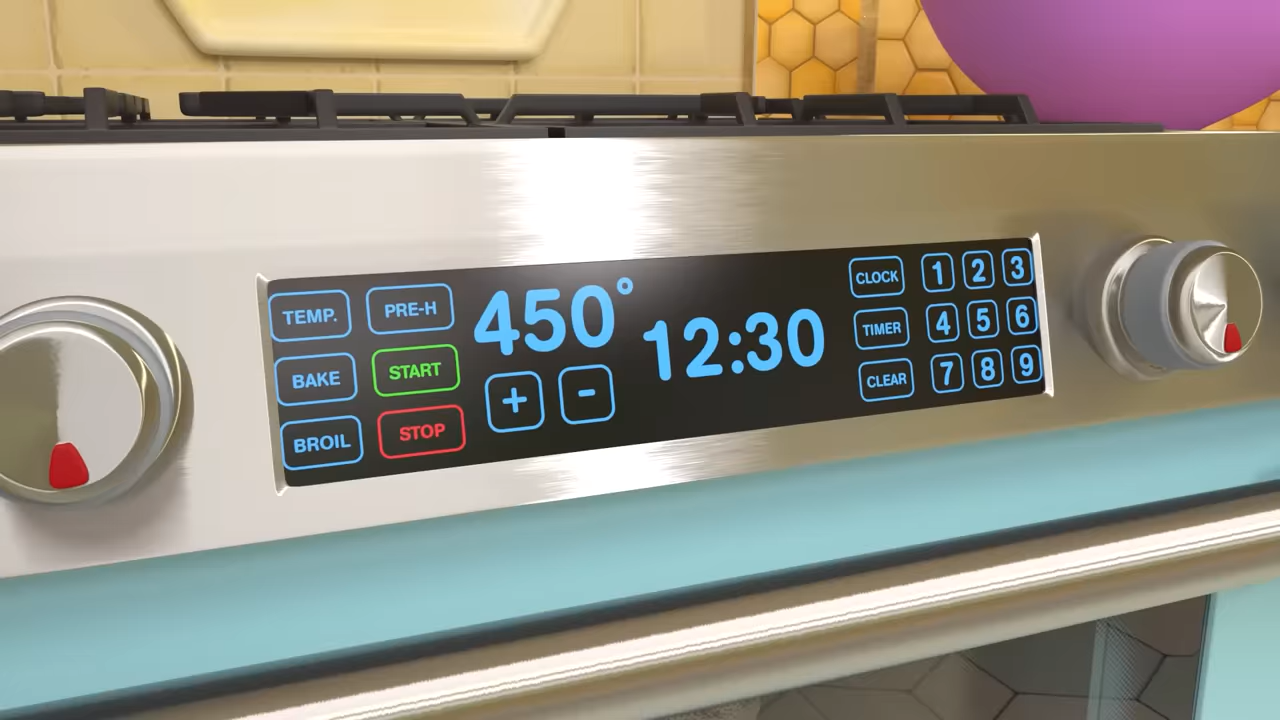 TEMP.
PRE-H
BAKE
START
BROIL
STOP
450°
+ -
12:30
CLOCK
TIMER
CLEAR
1 2 3
4 5 6
7 8 9